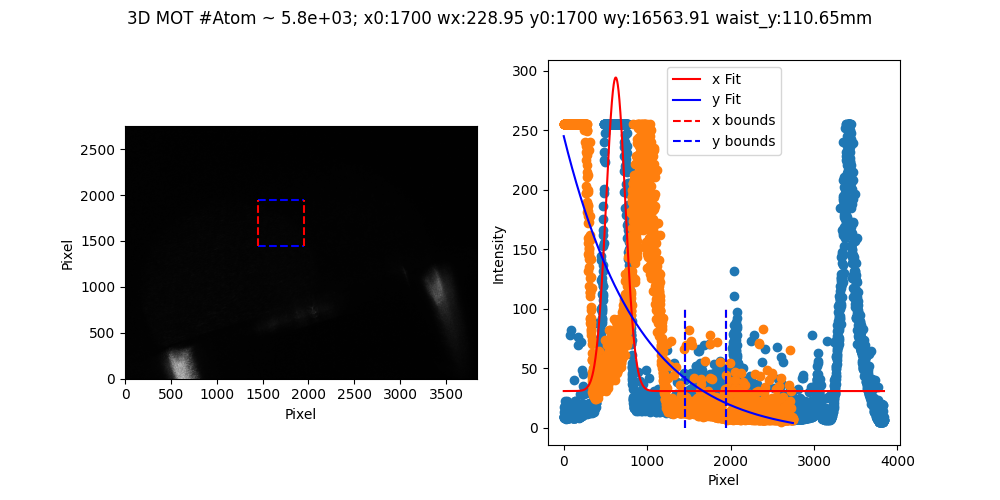 3D MOT #Atom ~ 5.8e+03; x0:1700 wx:228.95 y0:1700 wy:16563.91 waist_y:110.65mm
2500
2000
1500
1000
500
0
Pixel
0 500 1000 1500 2000 2500 3000 3500
Pixel
300
250
200
150
100
50
0
Intensity
x Fit
y Fit
x bounds
y bounds
0 1000 2000 3000 4000
Pixel